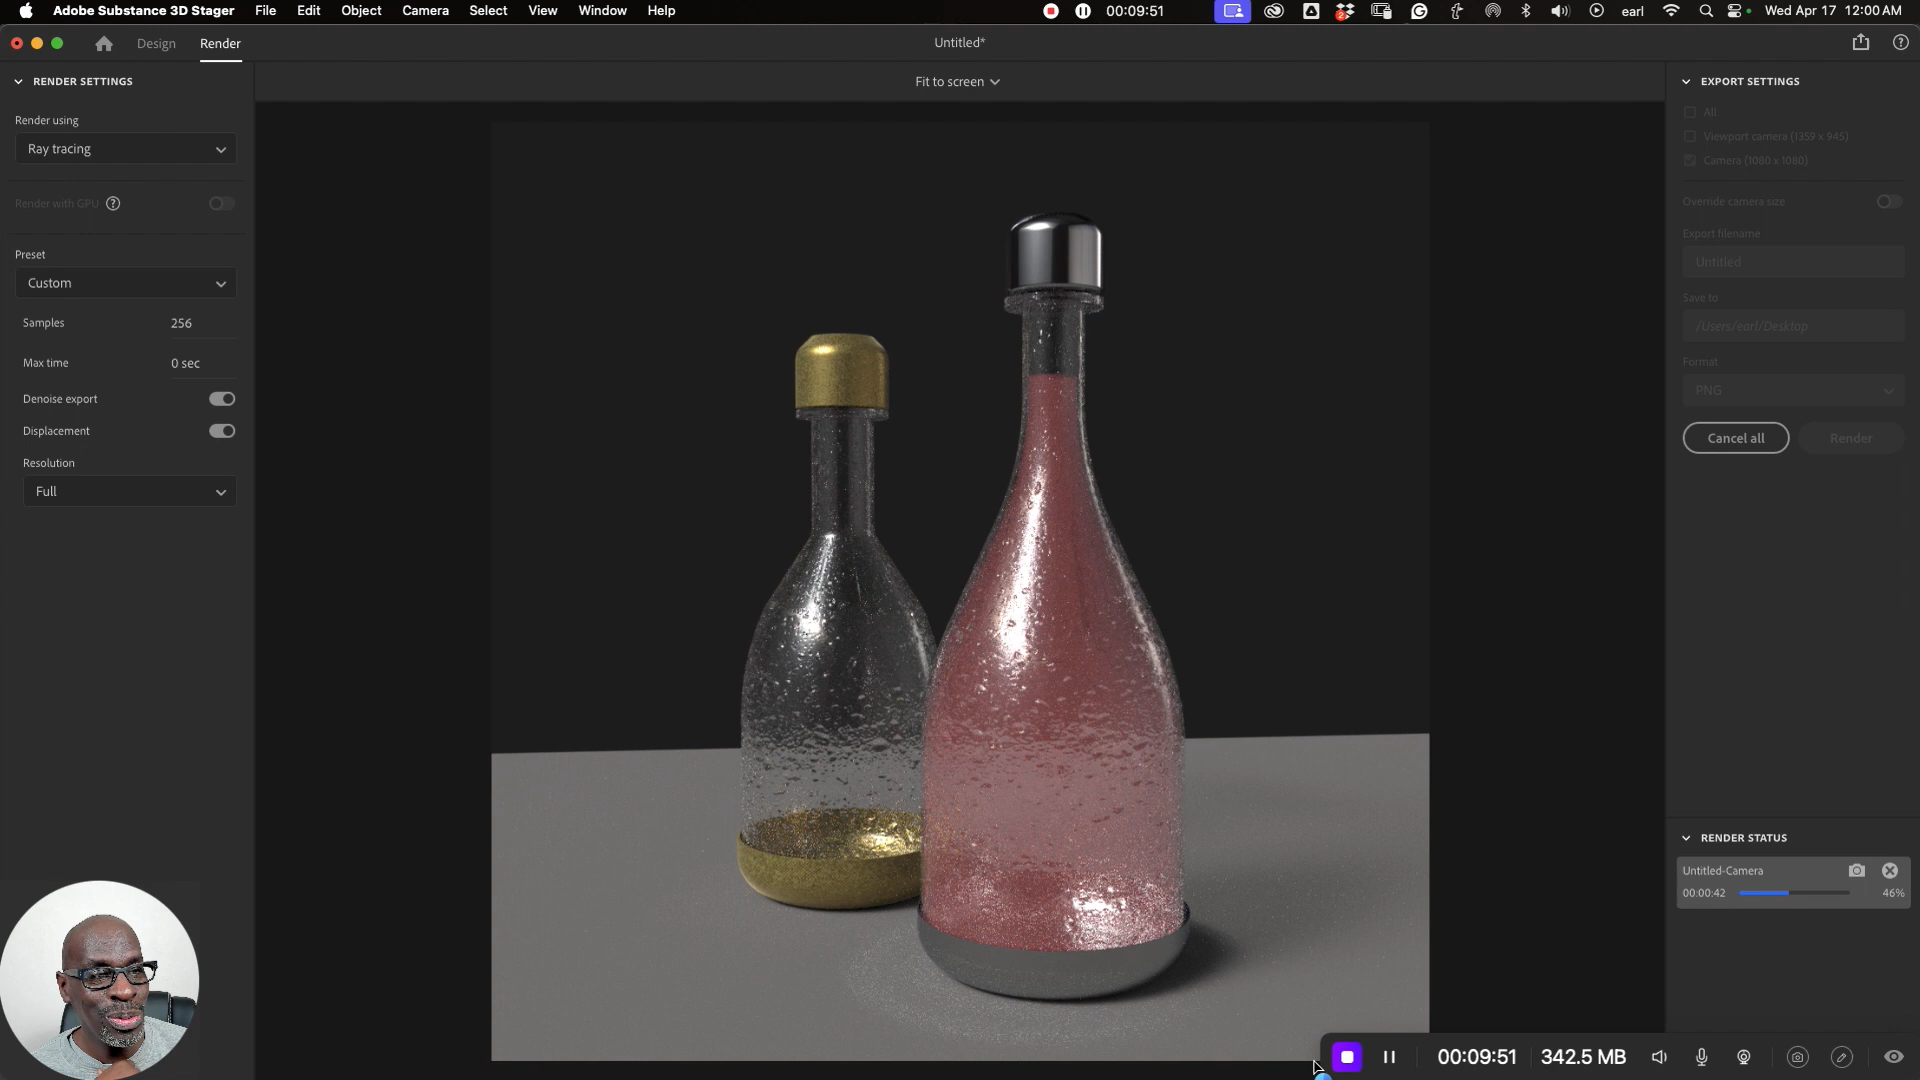 Adobe Substance 3D Stager File Edit Object Camera Select View Window Help 00:09:51 2 earl Wed Apr 17 12:00 AM
Design Render Untitled*
RENDER SETTINGS
Render using
Ray tracing
Render with GPU ?
Preset
Custom
Samples 256
Max time 0 sec
Denoise export
Displacement
Resolution
Full
Fit to screen
EXPORT SETTINGS
All
Viewport camera (1359 x 945)
Camera (1080 x 1080)
Override camera size
Export filename
Untitled
Save to
/Users/earl/Desktop
Format
PNG
Cancel all Render
RENDER STATUS
Untitled-Camera
00:00:42 46%
00:09:51 342.5 MB